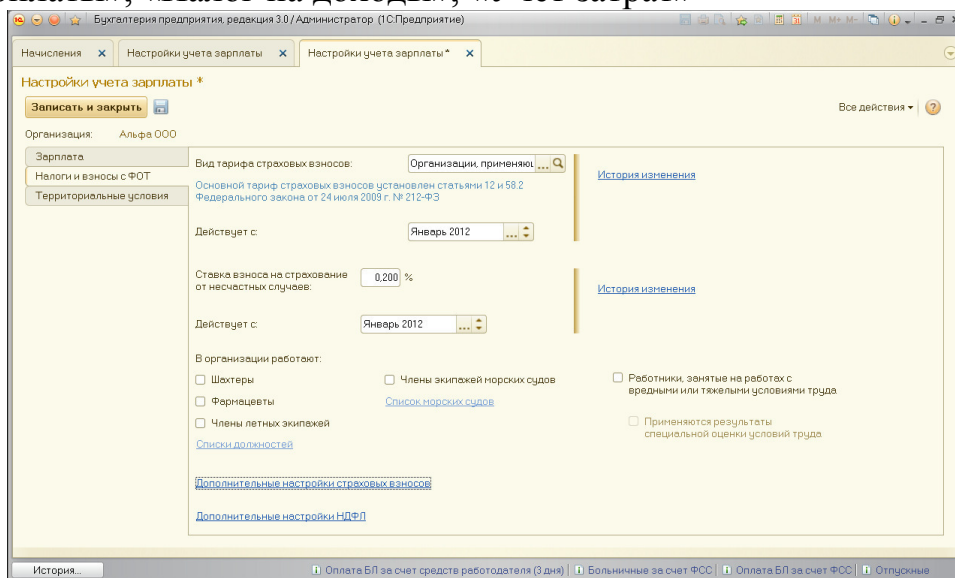 «Налог на доходы», «Учет затрат»
Бухгалтерия предприятия, редакция 3.0 / Администратор (1С:Предприятие)
M M+ M-
Начисления Настройки учета зарплаты Настройки учета зарплаты *
Настройки учета зарплаты *
Записать и закрыть Все действия
Организация: Альфа ООО
Зарплата
Налоги и взносы с ФОТ
Территориальные условия
Вид тарифа страховых взносов: Организации, применяющ ...
История изменения
Основной тариф страховых взносов установлен статьями 12 и 58.2
Федерального закона от 24 июля 2009 г. № 212-ФЗ
Действует с: Январь 2012 ...
Ставка взноса на страхование
от несчастных случаев: 0,200 %
История изменения
Действует с: Январь 2012 ...
В организации работают:
Шахтеры Члены экипажей морских судов
Работники, занятые на работах с
вредными или тяжелыми условиями труда
Фармацевты Список морских судов
Члены летных экипажей
Применяются результаты
специальной оценки условий труда
Списки должностей
Дополнительные настройки страховых взносов
Дополнительные настройки НДФЛ
История... Оплата БЛ за счет средств работодателя (3 дня) Больничные за счет ФСС Оплата БЛ за счет ФСС Отпускные